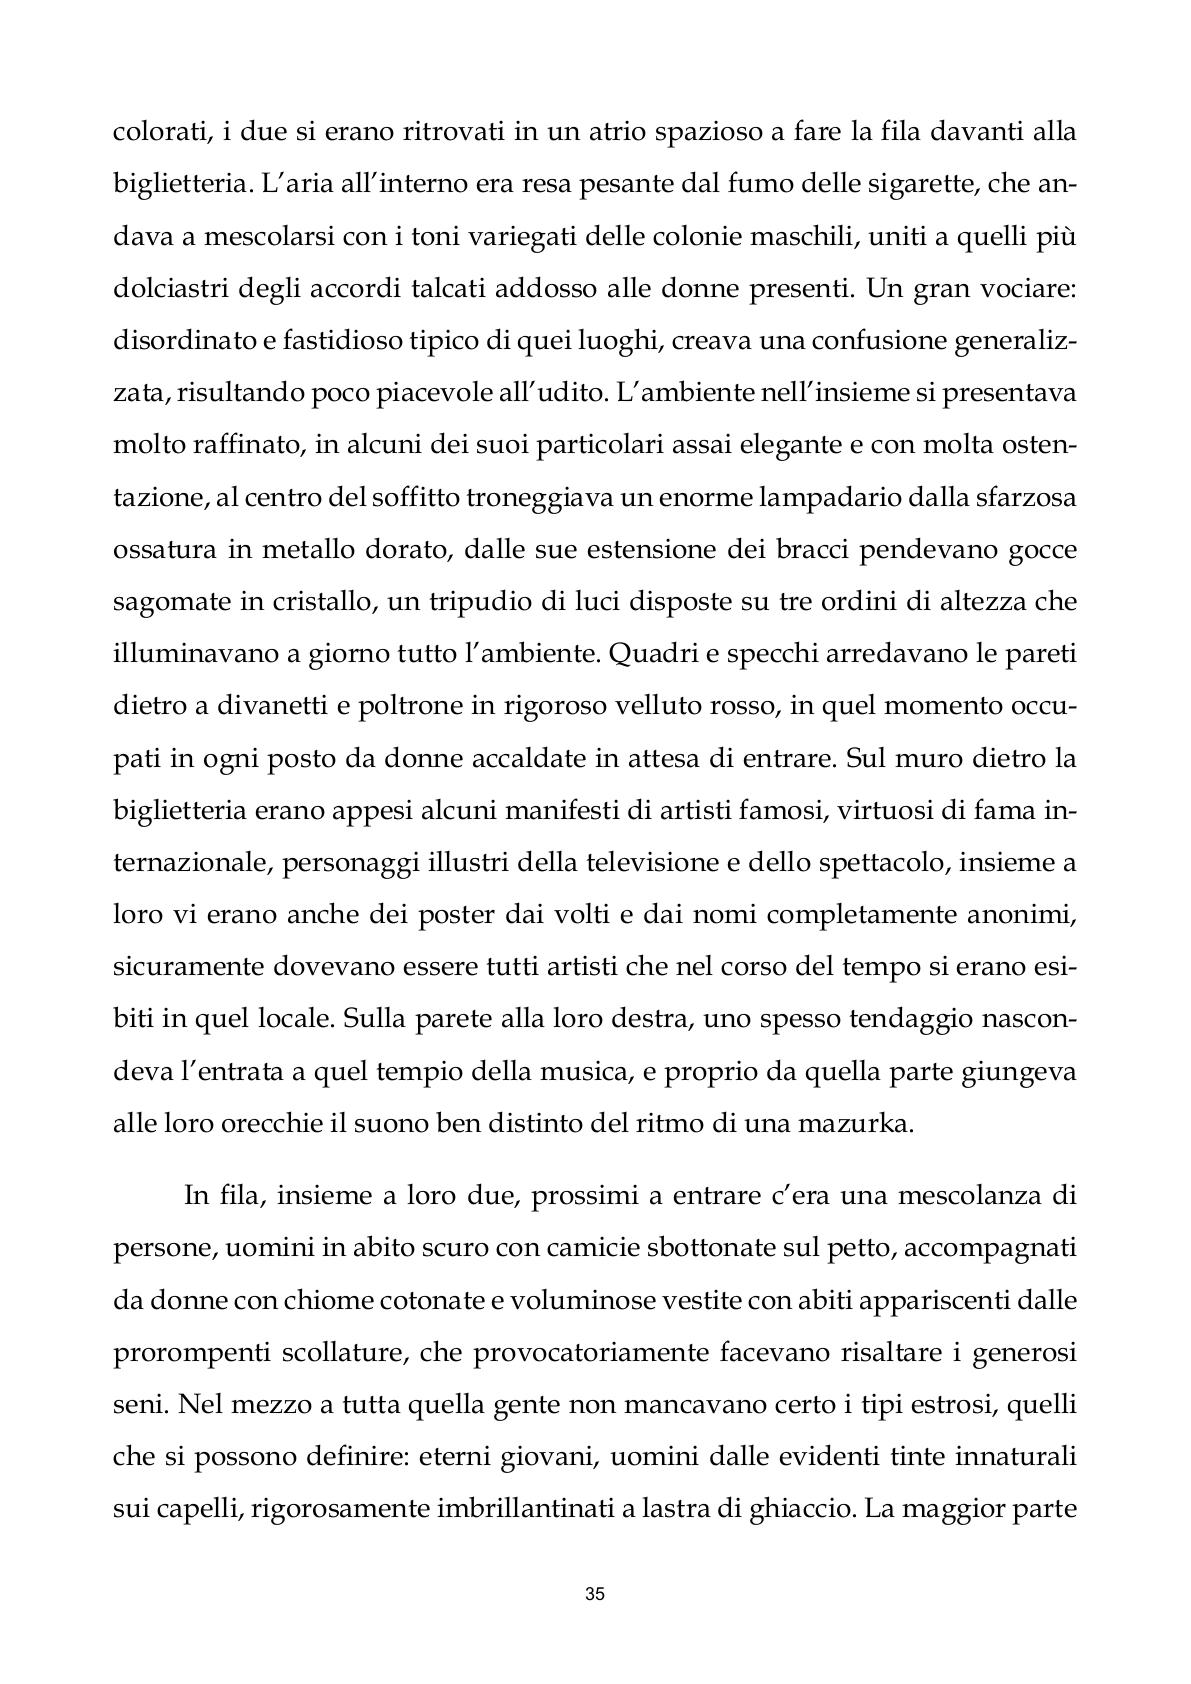 colorati, i due si erano ritrovati in un atrio spazioso a fare la fila davanti alla
biglietteria. L’aria all’interno era resa pesante dal fumo delle sigarette, che an-
dava a mescolarsi con i toni variegati delle colonie maschili, uniti a quelli più
dolciastri degli accordi talcati addosso alle donne presenti. Un gran vociare:
disordinato e fastidioso tipico di quei luoghi, creava una confusione generaliz-
zata, risultando poco piacevole all’udito. L’ambiente nell’insieme si presentava
molto raffinato, in alcuni dei suoi particolari assai elegante e con molta osten-
tazione, al centro del soffitto troneggiava un enorme lampadario dalla sfarzosa
ossatura in metallo dorato, dalle sue estensione dei bracci pendevano gocce
sagomate in cristallo, un tripudio di luci disposte su tre ordini di altezza che
illuminavano a giorno tutto l’ambiente. Quadri e specchi arredavano le pareti
dietro a divanetti e poltrone in rigoroso velluto rosso, in quel momento occu-
pati in ogni posto da donne accaldate in attesa di entrare. Sul muro dietro la
biglietteria erano appesi alcuni manifesti di artisti famosi, virtuosi di fama in-
ternazionale, personaggi illustri della televisione e dello spettacolo, insieme a
loro vi erano anche dei poster dai volti e dai nomi completamente anonimi,
sicuramente dovevano essere tutti artisti che nel corso del tempo si erano esi-
biti in quel locale. Sulla parete alla loro destra, uno spesso tendaggio nascon-
deva l’entrata a quel tempio della musica, e proprio da quella parte giungeva
alle loro orecchie il suono ben distinto del ritmo di una mazurka.
In fila, insieme a loro due, prossimi a entrare c’era una mescolanza di
persone, uomini in abito scuro con camicie sbottonate sul petto, accompagnati
da donne con chiome cotonate e voluminose vestite con abiti appariscenti dalle
prorompenti scollature, che provocatoriamente facevano risaltare i generosi
seni. Nel mezzo a tutta quella gente non mancavano certo i tipi estrosi, quelli
che si possono definire: eterni giovani, uomini dalle evidenti tinte innaturali
sui capelli, rigorosamente imbrillantinati a lastra di ghiaccio. La maggior parte
35